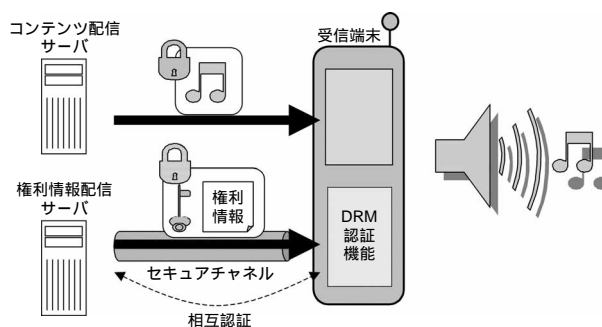 コンテンツ配信
サーバ
受信端末
権利情報配信
サーバ
権利
情報
DRM
認証
機能
セキュアチャネル
相互認証